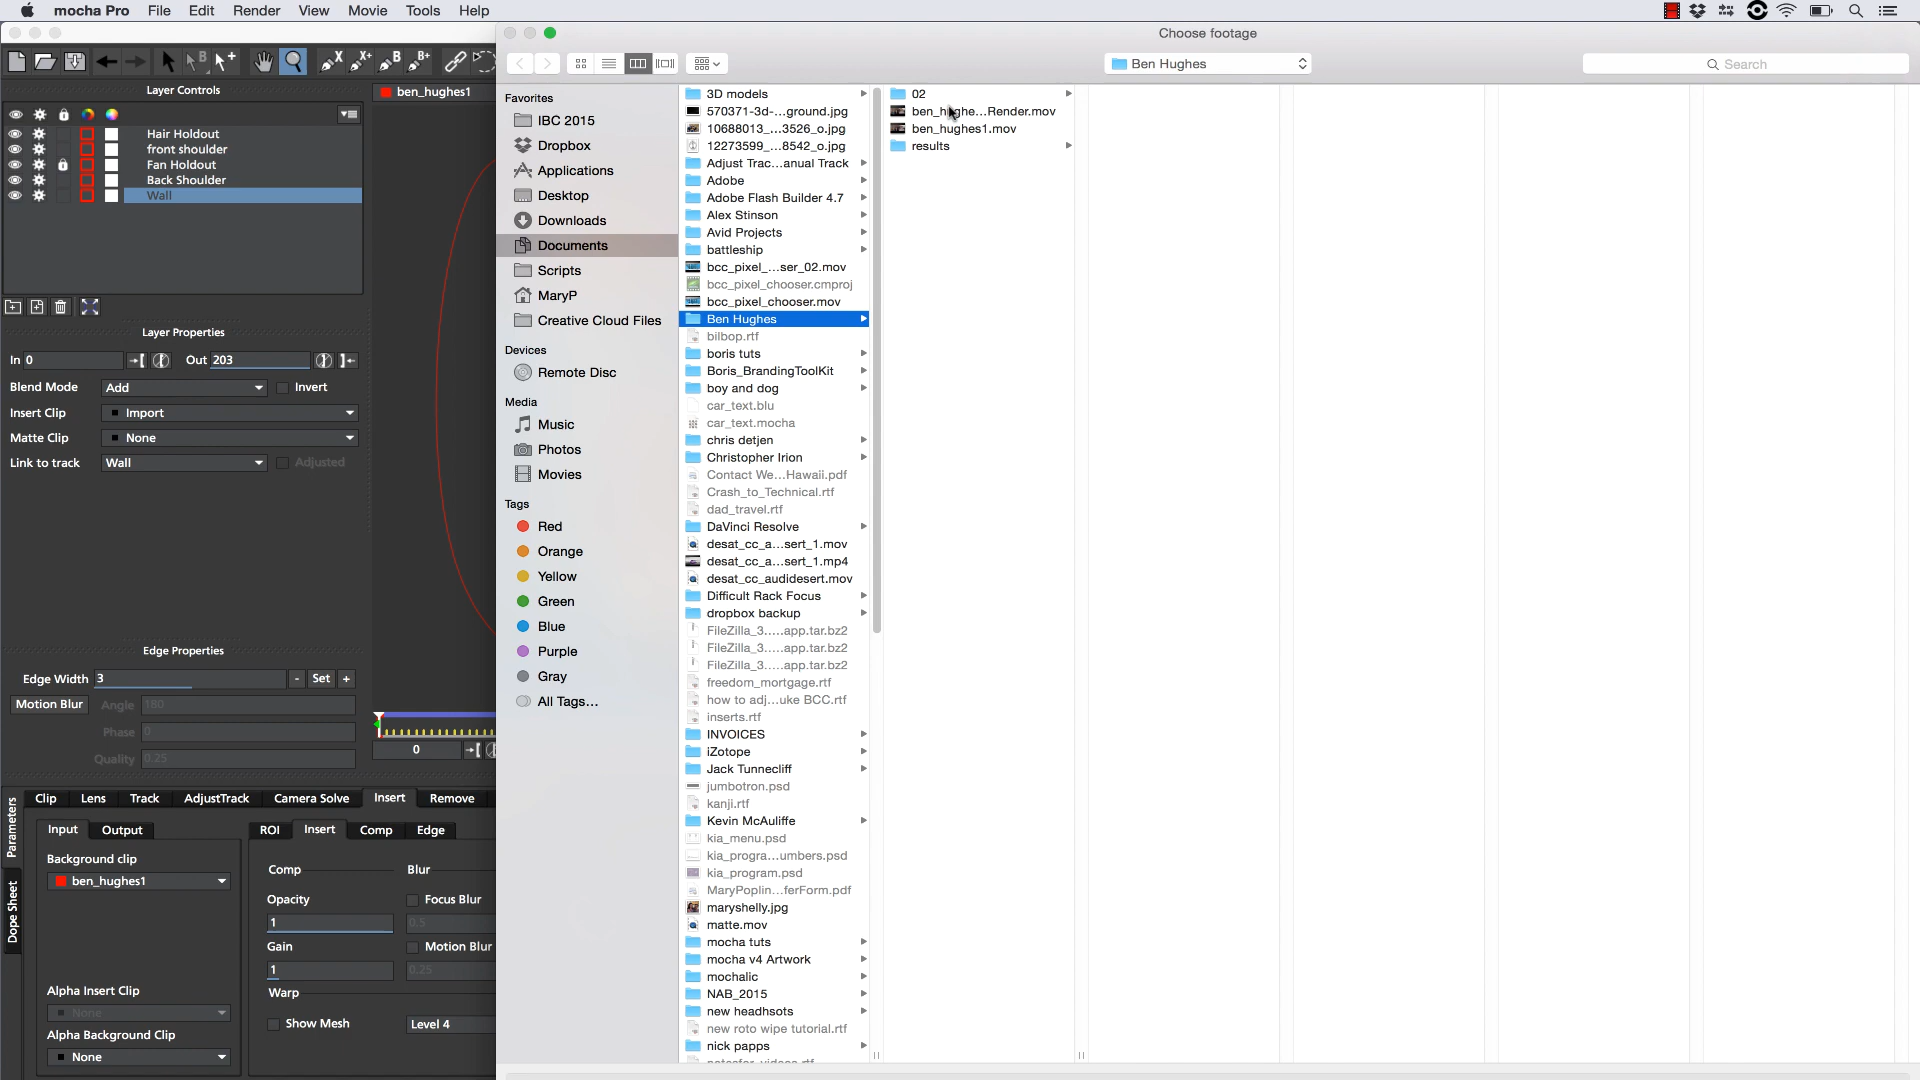 mocha Pro File Edit Render View Movie Tools Help
Choose footage
Ben Hughes
Search
Layer Controls
ben_hughes1
Hair Holdout
front shoulder
Fan Holdout
Back Shoulder
Wall
Layer Properties
In 0 Out 203
Blend Mode Add Invert
Insert Clip Import
Matte Clip None
Link to track Wall Adjusted
Edge Properties
Edge Width 3 - Set +
Motion Blur Angle 180
Phase 0
Quality 0.25
0
Parameters
Dope Sheet
Clip Lens Track AdjustTrack Camera Solve Insert Remove
Input Output
ROI Insert Comp Edge
Background clip
ben_hughes1
Alpha Insert Clip
None
Alpha Background Clip
None
Comp Blur
Opacity Focus Blur
1 0.5
Gain Motion Blur
1 0.25
Warp
Show Mesh Level 4
Favorites
IBC 2015
Dropbox
Applications
Desktop
Downloads
Documents
Scripts
MaryP
Creative Cloud Files
Devices
Remote Disc
Media
Music
Photos
Movies
Tags
Red
Orange
Yellow
Green
Blue
Purple
Gray
All Tags...
3D models
570371-3d-...ground.jpg
10688013_...3526_o.jpg
12273599_...8542_o.jpg
Adjust Trac...anual Track
Adobe
Adobe Flash Builder 4.7
Alex Stinson
Avid Projects
battleship
bcc_pixel_...ser_02.mov
bcc_pixel_chooser.cmproj
bcc_pixel_chooser.mov
Ben Hughes
bilbop.rtf
boris tuts
Boris_BrandingToolKit
boy and dog
car_text.blu
car_text.mocha
chris detjen
Christopher Irion
Contact We...Hawaii.pdf
Crash_to_Technical.rtf
dad_travel.rtf
DaVinci Resolve
desat_cc_a...sert_1.mov
desat_cc_a...sert_1.mp4
desat_cc_audidesert.mov
Difficult Rack Focus
dropbox backup
FileZilla_3.....app.tar.bz2
FileZilla_3.....app.tar.bz2
FileZilla_3.....app.tar.bz2
freedom_mortgage.rtf
how to adj...uke BCC.rtf
inserts.rtf
INVOICES
iZotope
Jack Tunnecliff
jumbotron.psd
kanji.rtf
Kevin McAuliffe
kia_menu.psd
kia_progra...umbers.psd
kia_program.psd
MaryPoplin...ferForm.pdf
maryshelly.jpg
matte.mov
mocha tuts
mocha v4 Artwork
mochalic
NAB_2015
new headhsots
new roto wipe tutorial.rtf
nick papps
02
ben_hughe...Render.mov
ben_hughes1.mov
results